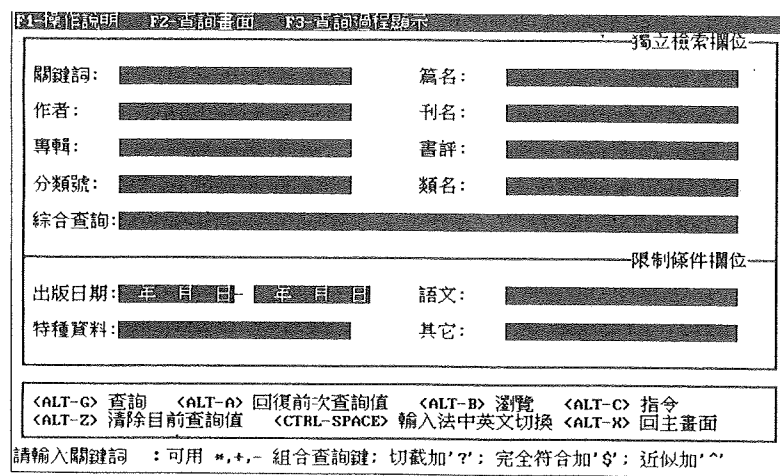 F1-操作說明 F2-查詢畫面 F3-查詢過程顯示
獨立檢索欄位
關鍵詞: 篇名:
作者: 刊名:
專輯: 書評:
分類號: 類名:
綜合查詢:
限制條件欄位
出版日期: 年 月 日- 年 月 日 語文:
特種資料: 其它:
<ALT-G> 查詢 <ALT-A> 回復前次查詢值 <ALT-B> 瀏覽 <ALT-C> 指令
<ALT-Z> 清除目前查詢值 <CTRL-SPACE> 輸入法中英文切換 <ALT-X> 回主畫面
請輸入關鍵詞 :可用 *,+,- 組合查詢鍵; 切截加'?'; 完全符合加'$'; 近似加'^'